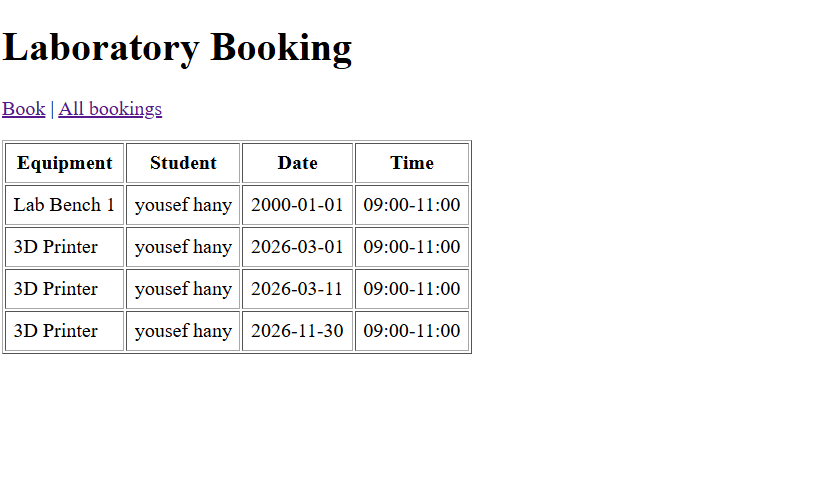 Laboratory Booking
Book | All bookings
Equipment Student Date Time
Lab Bench 1 yousef hany 2000-01-01 09:00-11:00
3D Printer yousef hany 2026-03-01 09:00-11:00
3D Printer yousef hany 2026-03-11 09:00-11:00
3D Printer yousef hany 2026-11-30 09:00-11:00